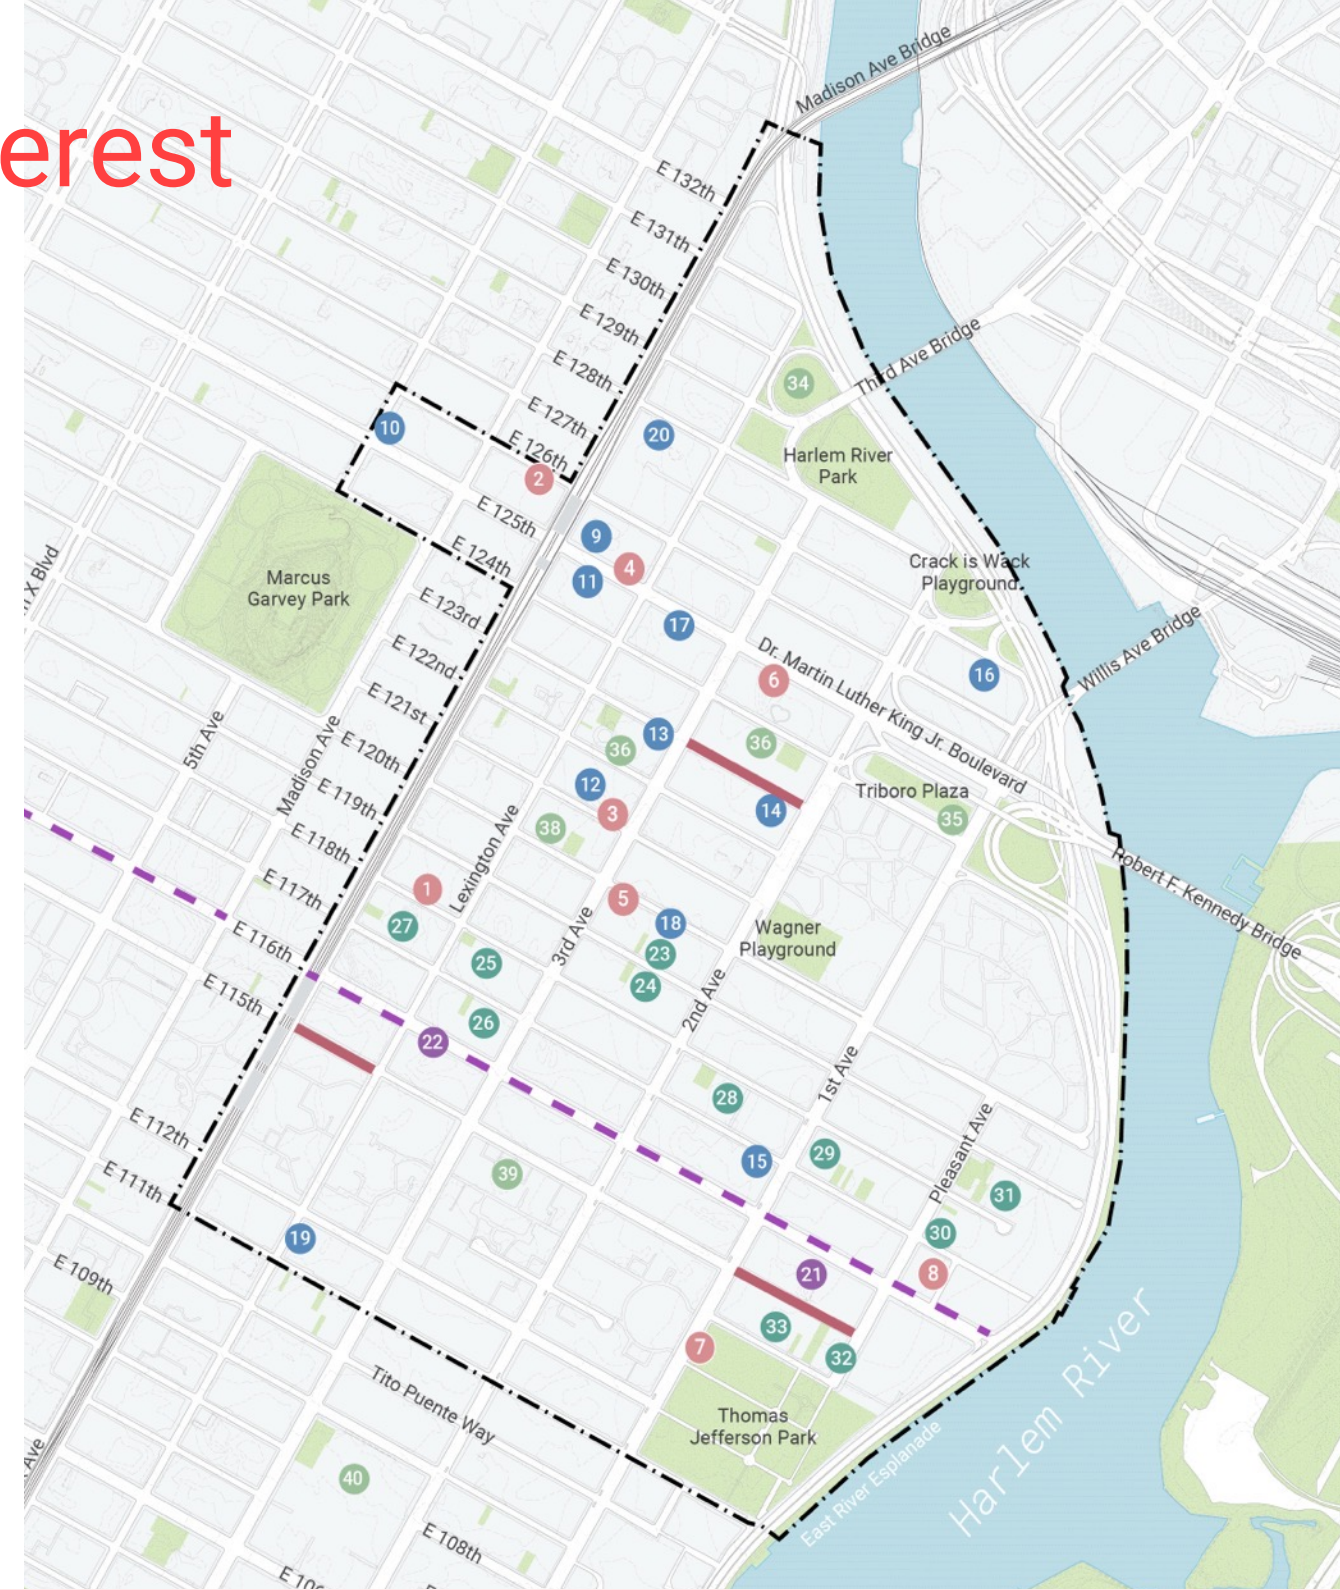 erest
Madison Ave Bridge
E 132th
E 131th
E 130th
E 129th
Third Ave Bridge
E 128th
34
E 127th
10
20
E 126th
Harlem River
Park
2
E 125th
9
E 124th
4
Crack is Wack
Playground
11
Marcus
Garvey Park
X Blvd
E 123rd
17
Willis Ave Bridge
Dr. Martin Luther King Jr. Boulevard
E 122nd
6
16
E 121st
5th Ave
Madison Ave
E 120th
13
36
36
E 119th
12
14
Triboro Plaza
3
35
E 118th
38
Lexington Ave
Robert F. Kennedy Bridge
E 117th
1
5
27
18
Wagner
Playground
E 116th
3rd Ave
23
25
24
2nd Ave
E 115th
26
22
1st Ave
28
E 112th
29
15
Pleasant Ave
E 111th
39
31
19
30
E 109th
21
8
33
7
32
Harlem River
Tito Puente Way
Thomas
Jefferson Park
East River Esplanade
Ave
40
E 108th
E 10
E